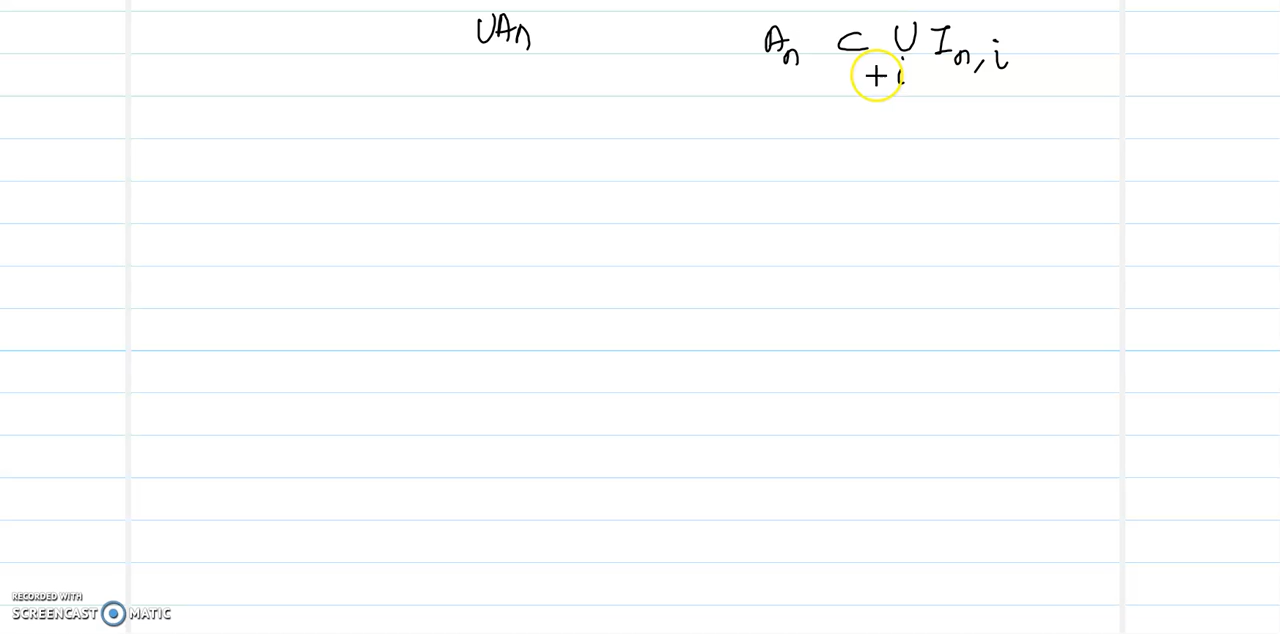 UAn An ⊂ U In,i
i
RECORDED WITH
SCREENCAST MATIC